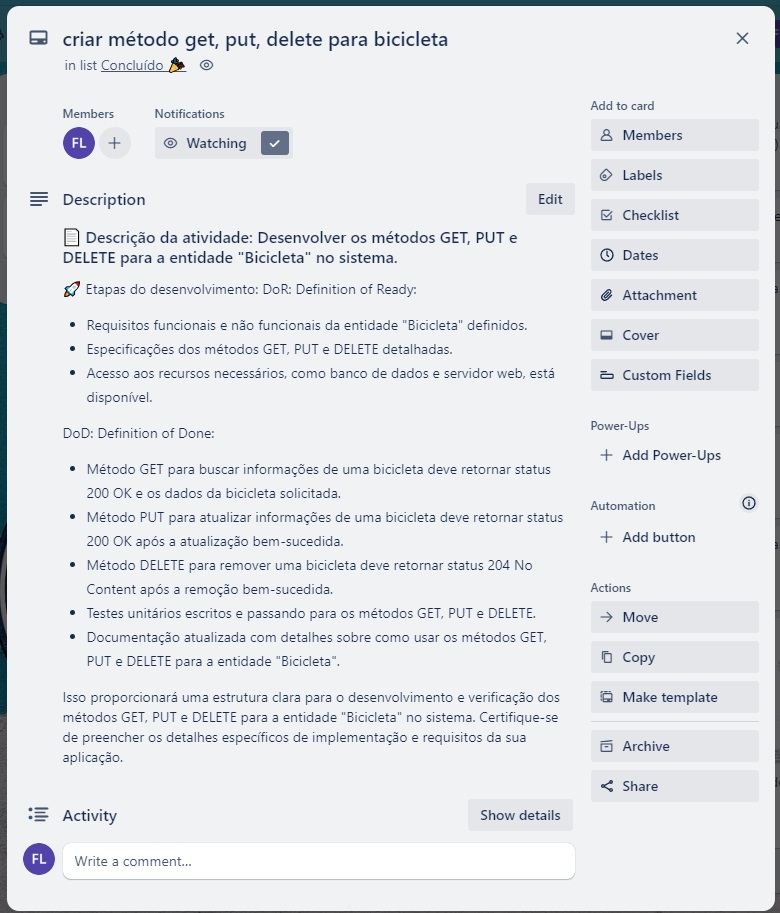 criar método get, put, delete para bicicleta
in list Concluído 🎉
Members
Notifications
FL
Watching
Description
Edit
📄 Descrição da atividade: Desenvolver os métodos GET, PUT e
DELETE para a entidade "Bicicleta" no sistema.
🚀 Etapas do desenvolvimento: DoR: Definition of Ready:
Requisitos funcionais e não funcionais da entidade "Bicicleta" definidos.
Especificações dos métodos GET, PUT e DELETE detalhadas.
Acesso aos recursos necessários, como banco de dados e servidor web, está
disponível.
DoD: Definition of Done:
Método GET para buscar informações de uma bicicleta deve retornar status
200 OK e os dados da bicicleta solicitada.
Método PUT para atualizar informações de uma bicicleta deve retornar status
200 OK após a atualização bem-sucedida.
Método DELETE para remover uma bicicleta deve retornar status 204 No
Content após a remoção bem-sucedida.
Testes unitários escritos e passando para os métodos GET, PUT e DELETE.
Documentação atualizada com detalhes sobre como usar os métodos GET,
PUT e DELETE para a entidade "Bicicleta".
Isso proporcionará uma estrutura clara para o desenvolvimento e verificação dos
métodos GET, PUT e DELETE para a entidade "Bicicleta" no sistema. Certifique-se
de preencher os detalhes específicos de implementação e requisitos da sua
aplicação.
Activity
Show details
FL
Write a comment...
Add to card
Members
Labels
Checklist
Dates
Attachment
Cover
Custom Fields
Power-Ups
Add Power-Ups
Automation
Add button
Actions
Move
Copy
Make template
Archive
Share